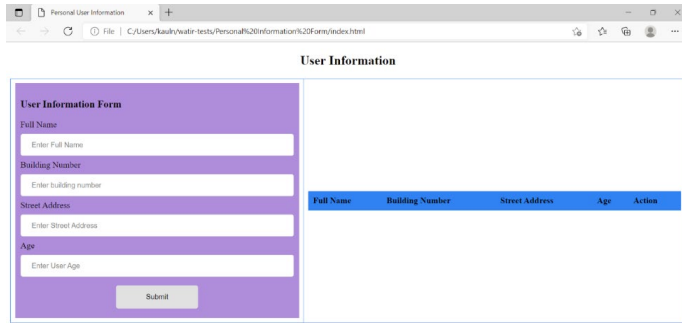 Personal User Information
File | C:/Users/kauln/watir-tests/Personal%20Information%20Form/index.html
User Information
User Information Form
Full Name
Enter Full Name
Building Number
Enter building number
Street Address
Enter Street Address
Age
Enter User Age
Submit
Full Name Building Number Street Address Age Action